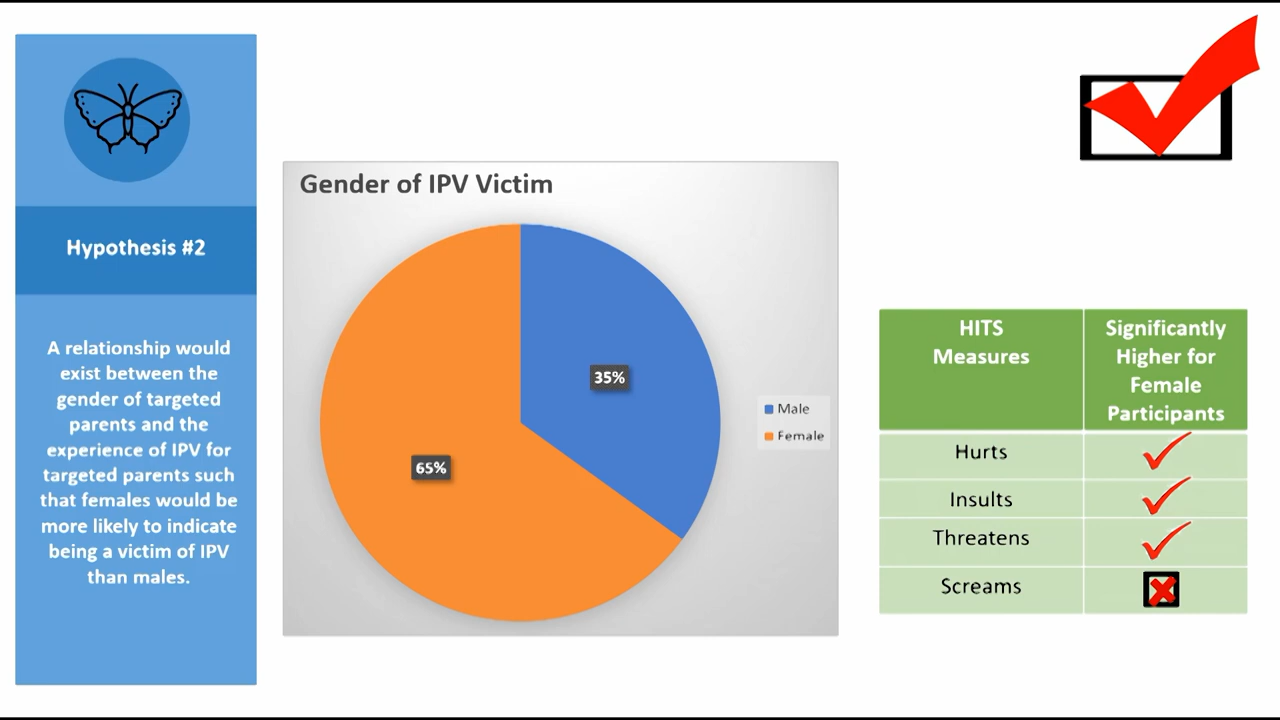 Hypothesis #2
A relationship would
exist between the
gender of targeted
parents and the
experience of IPV for
targeted parents such
that females would be
more likely to indicate
being a victim of IPV
than males.
Gender of IPV Victim
35%
65%
Male
Female
HITS
Measures
Significantly
Higher for
Female
Participants
Hurts
Insults
Threatens
Screams